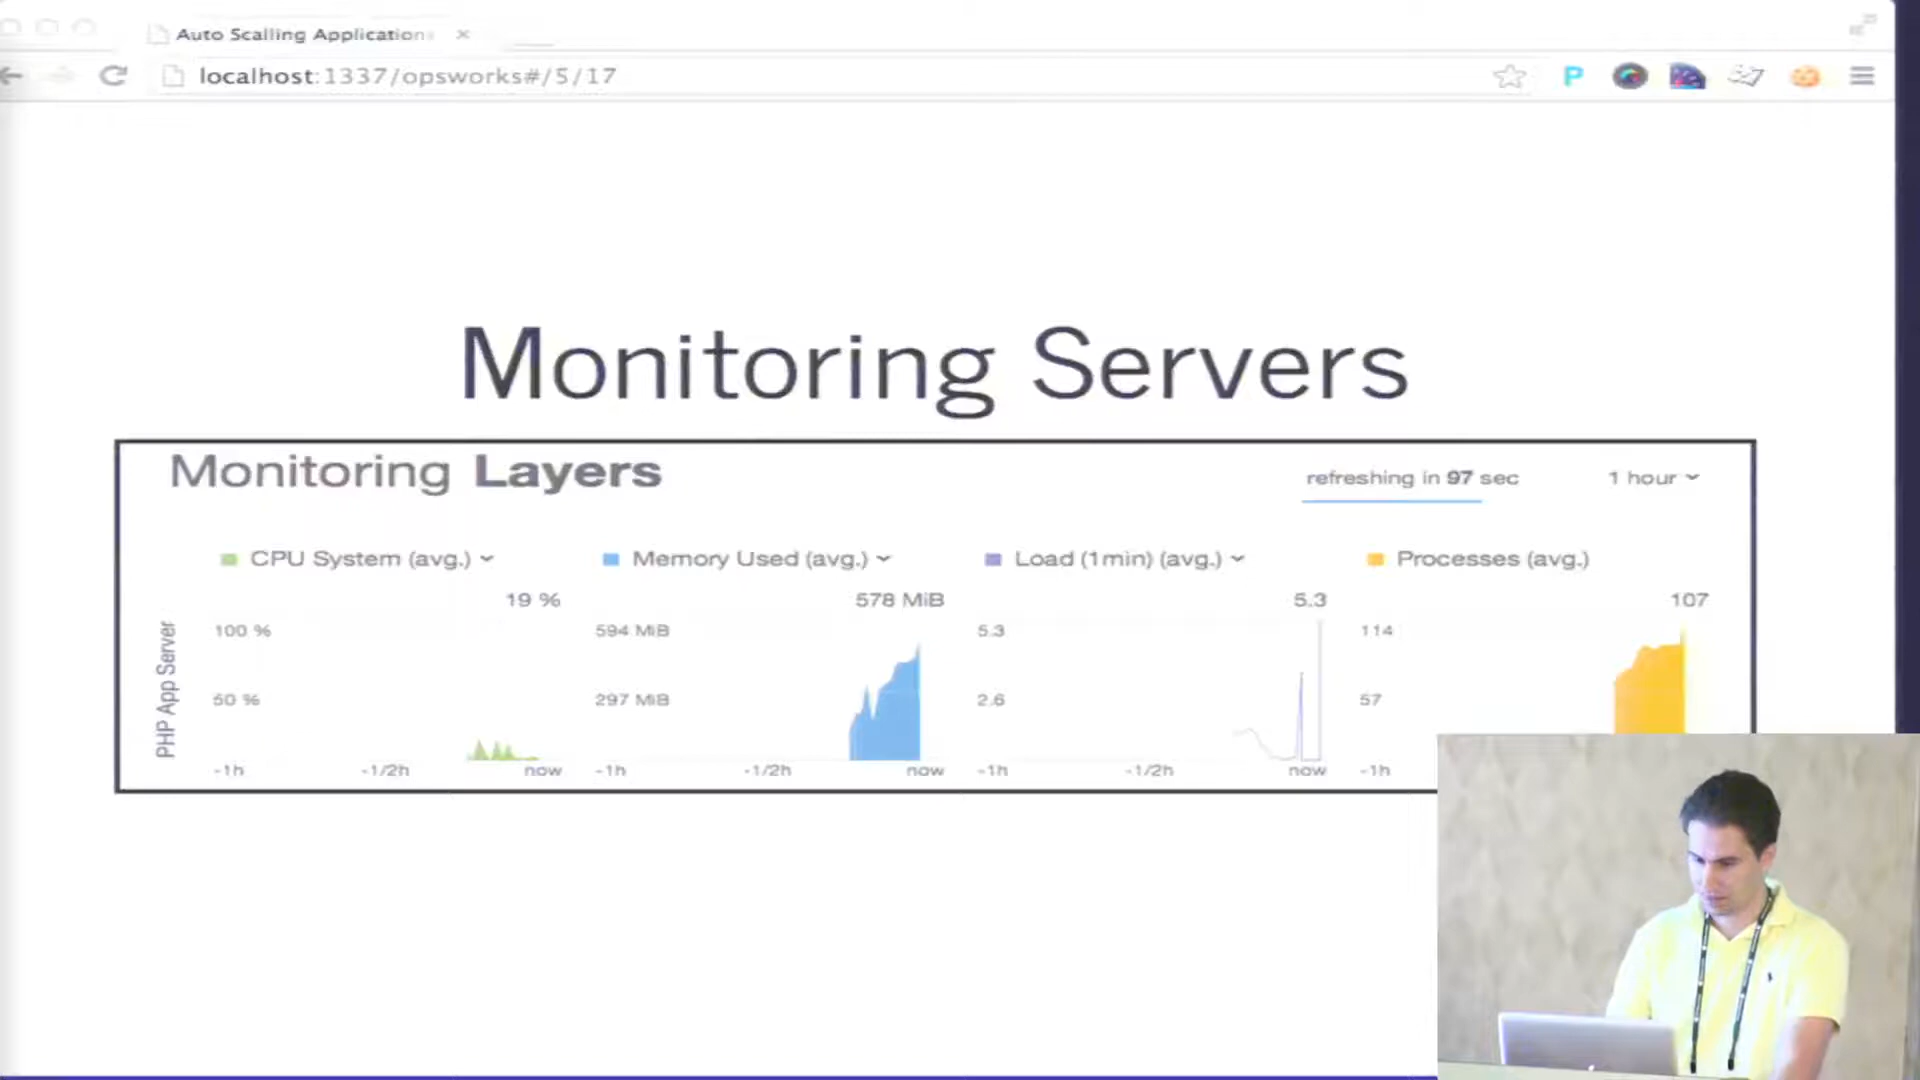 Auto Scalling Application
localhost:1337/opsworks#/5/17
P
Monitoring Servers
Monitoring Layers
refreshing in 97 sec
1 hour
CPU System (avg.)
Memory Used (avg.)
Load (1min) (avg.)
Processes (avg.)
19 %
578 MiB
5.3
107
100 %
594 MiB
5.3
114
PHP App Server
50 %
297 MiB
2.6
57
-1h
-1/2h
now
-1h
-1/2h
now
-1h
-1/2h
now
-1h